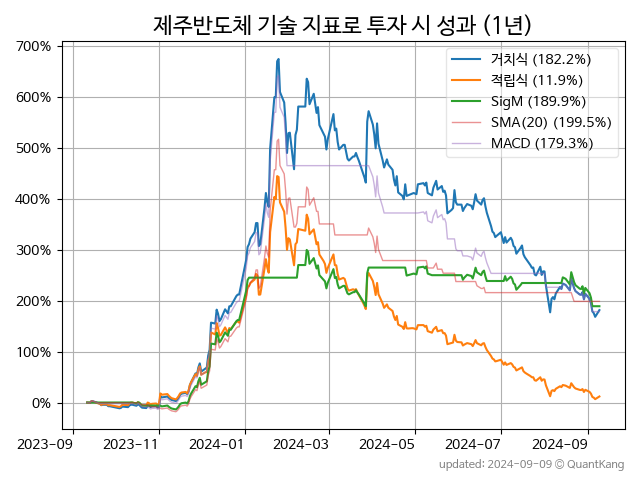 제주반도체 기술 지표로 투자 시 성과 (1년)
700%
600%
500%
400%
300%
200%
100%
0%
거치식 (182.2%)
적립식 (11.9%)
SigM (189.9%)
SMA(20) (199.5%)
MACD (179.3%)
2023-09 2023-11 2024-01 2024-03 2024-05 2024-07 2024-09
updated: 2024-09-09 © QuantKang